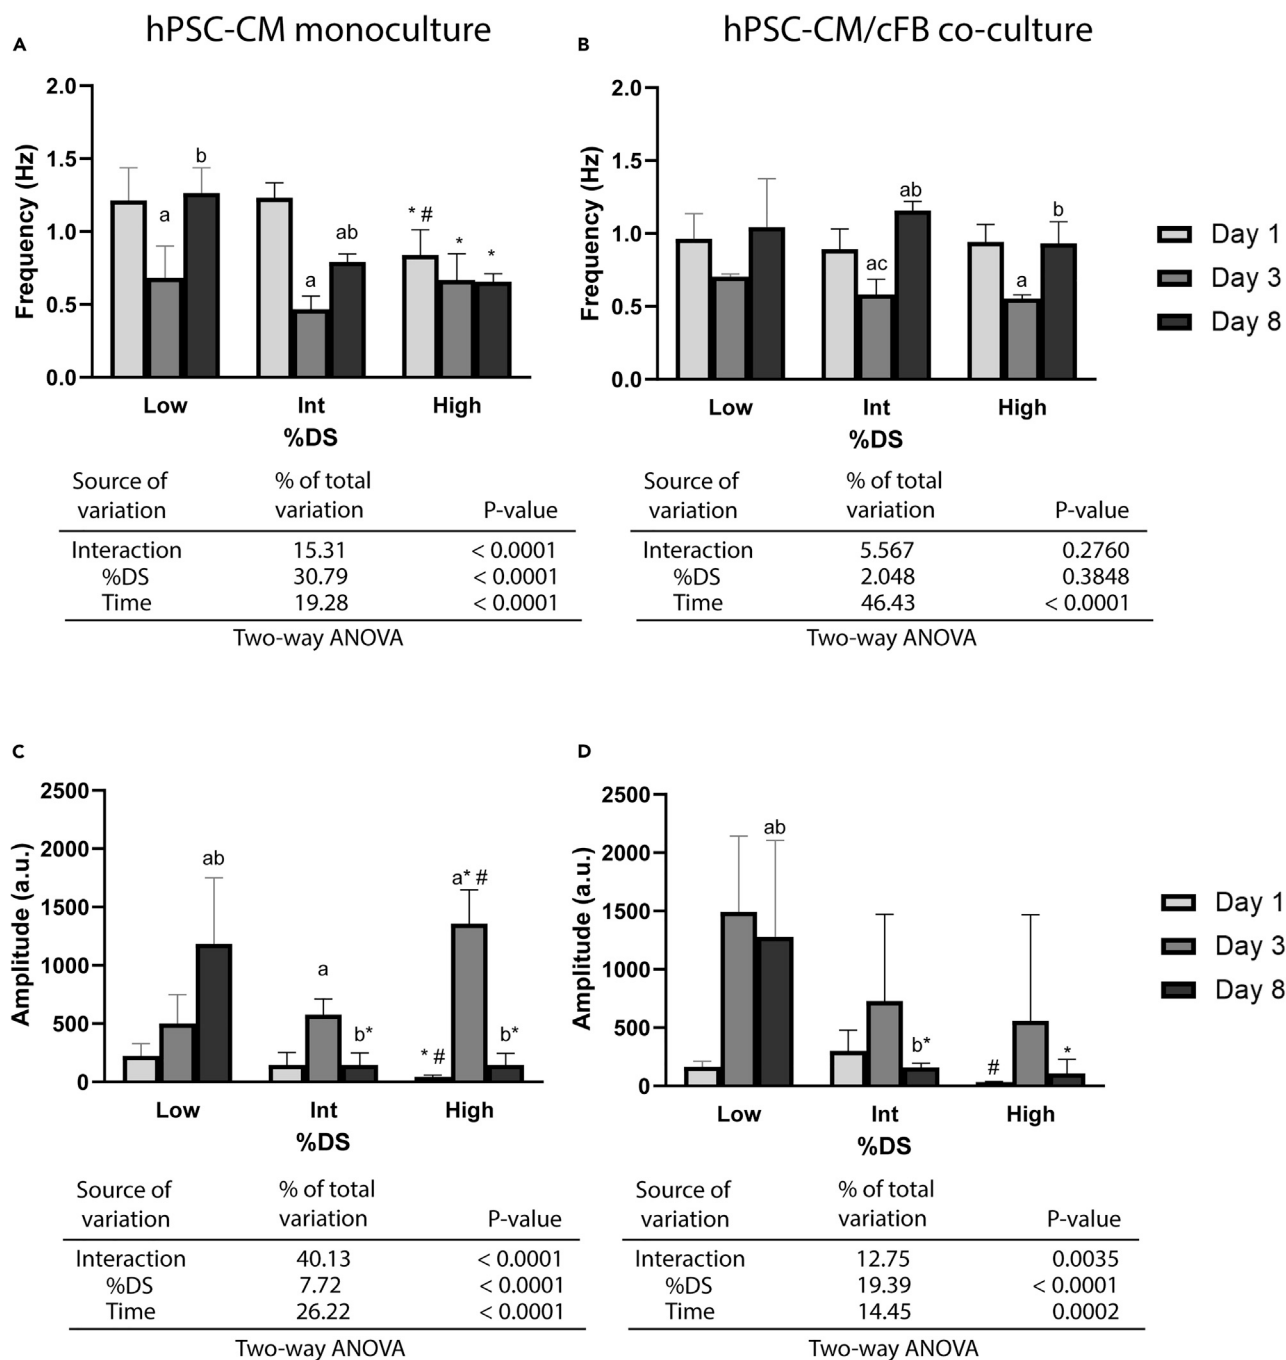 hPSC-CM monoculture
hPSC-CM/cFB co-culture
A
Frequency (Hz)
2.0
1.5
1.0
0.5
0.0
a
b
a
ab
* #
*
*
Low
Int
High
%DS
Source of variation
% of total variation
P-value
Interaction 15.31 < 0.0001
%DS 30.79 < 0.0001
Time 19.28 < 0.0001
Two-way ANOVA
B
Frequency (Hz)
2.0
1.5
1.0
0.5
0.0
ac
ab
a
b
Low
Int
High
%DS
Day 1
Day 3
Day 8
Source of variation
% of total variation
P-value
Interaction 5.567 0.2760
%DS 2.048 0.3848
Time 46.43 < 0.0001
Two-way ANOVA
C
Amplitude (a.u.)
2500
2000
1500
1000
500
0
ab
a
b*
* #
a* #
b*
Low
Int
High
%DS
Source of variation
% of total variation
P-value
Interaction 40.13 < 0.0001
%DS 7.72 < 0.0001
Time 26.22 < 0.0001
Two-way ANOVA
D
Amplitude (a.u.)
2500
2000
1500
1000
500
0
ab
b*
#
*
Low
Int
High
%DS
Day 1
Day 3
Day 8
Source of variation
% of total variation
P-value
Interaction 12.75 0.0035
%DS 19.39 < 0.0001
Time 14.45 0.0002
Two-way ANOVA